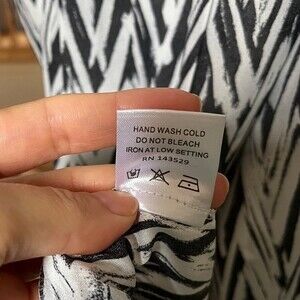 HAND WASH COLD
DO NOT BLEACH
IRON AT LOW SETTING
RN 143529